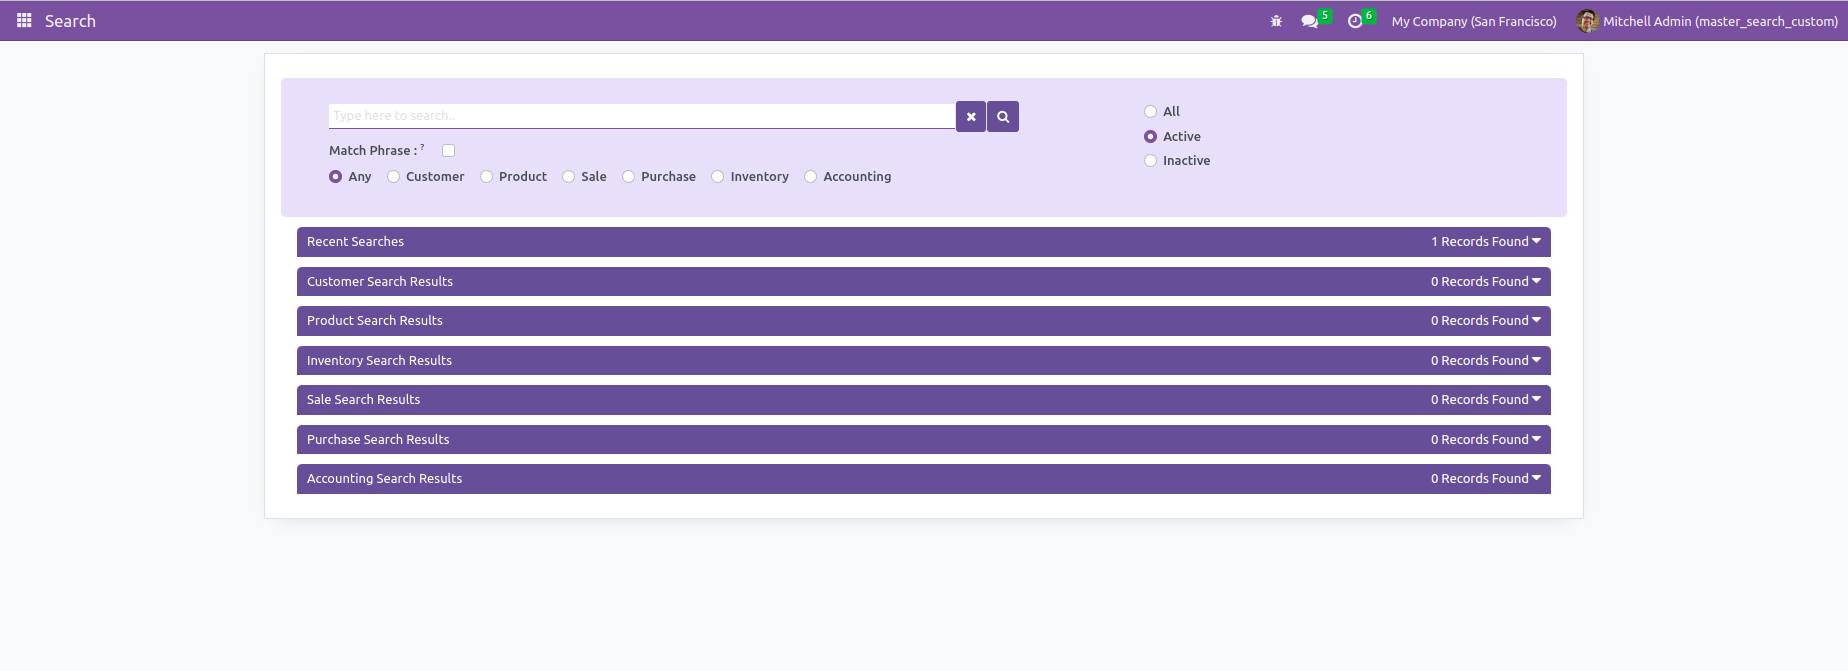 Search 5 6 My Company (San Francisco) Mitchell Admin (master_search_custom)
Type here to search..
Match Phrase : ?
Any Customer Product Sale Purchase Inventory Accounting
All
Active
Inactive
Recent Searches 1 Records Found
Customer Search Results 0 Records Found
Product Search Results 0 Records Found
Inventory Search Results 0 Records Found
Sale Search Results 0 Records Found
Purchase Search Results 0 Records Found
Accounting Search Results 0 Records Found